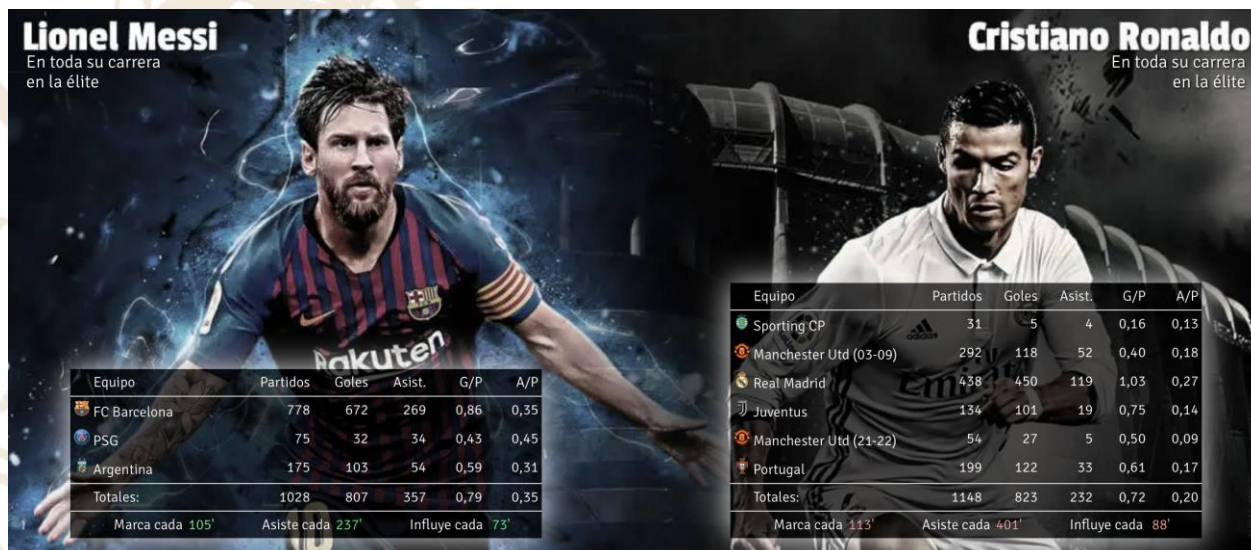 Lionel Messi
En toda su carrera
en la élite
Rakuten
Equipo Partidos Goles Asist. G/P A/P
FC Barcelona 778 672 269 0,86 0,35
PSG 75 32 34 0,43 0,45
Argentina 175 103 54 0,59 0,31
Totales: 1028 807 357 0,79 0,35
Marca cada 105' Asiste cada 237' Influye cada 73'
10
Cristiano Ronaldo
En toda su carrera
en la élite
adidas
Emirates
Equipo Partidos Goles Asist. G/P A/P
Sporting CP 31 5 4 0,16 0,13
Manchester Utd (03-09) 292 118 52 0,40 0,18
Real Madrid 438 450 119 1,03 0,27
Juventus 134 101 19 0,75 0,14
Manchester Utd (21-22) 54 27 5 0,50 0,09
Portugal 199 122 33 0,61 0,17
Totales: 1148 823 232 0,72 0,20
Marca cada 113' Asiste cada 401' Influye cada 88'